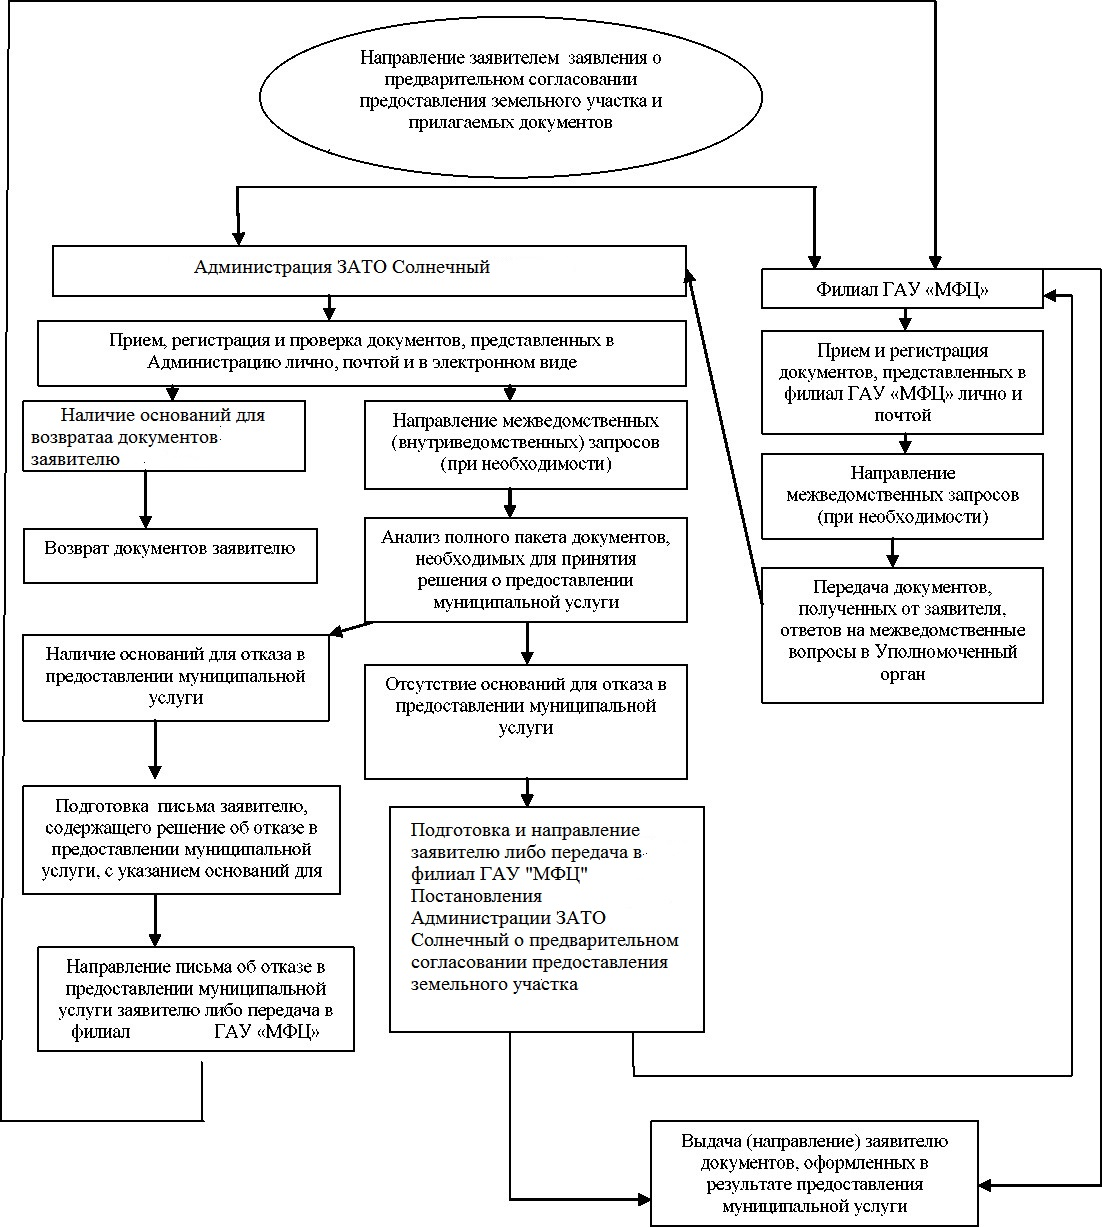 Направление заявителем заявления о
предварительном согласовании
предоставления земельного участка и
прилагаемых документов
Администрация ЗАТО Солнечный
Филиал ГАУ «МФЦ»
Прием, регистрация и проверка документов, представленных в
Администрацию лично, почтой и в электронном виде
Прием и регистрация
документов, представленных в
филиал ГАУ «МФЦ» лично и
почтой
Наличие оснований для
возвратаа документов
заявителю
Направление межведомственных
(внутриведомственных) запросов
(при необходимости)
Направление
межведомственных запросов
(при необходимости)
Возврат документов заявителю
Анализ полного пакета документов,
необходимых для принятия
решения о предоставлении
муниципальной услуги
Передача документов,
полученных от заявителя,
ответов на межведомственные
вопросы в Уполномоченный
орган
Наличие оснований для отказа в
предоставлении муниципальной
услуги
Отсутствие оснований для отказа в
предоставлении муниципальной
услуги
Подготовка письма заявителю,
содержащего решение об отказе в
предоставлении муниципальной
услуги, с указанием оснований для
Подготовка и направление
заявителю либо передача в
филиал ГАУ "МФЦ"
Постановления
Администрации ЗАТО
Солнечный о предварительном
согласовании предоставления
земельного участка
Направление письма об отказе в
предоставлении муниципальной
услуги заявителю либо передача в
филиал ГАУ «МФЦ»
Выдача (направление) заявителю
документов, оформленных в
результате предоставления
муниципальной услуги